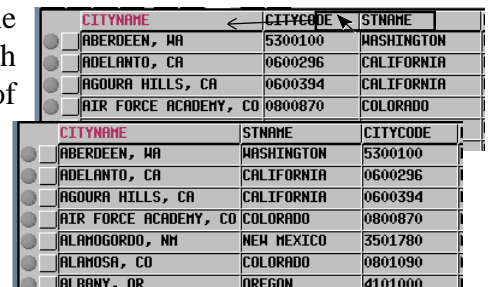 e
h
of
CITYNAME CITYCODE STNAME
ABERDEEN, WA 5300100 WASHINGTON
ADELANTO, CA 0600296 CALIFORNIA
AGOURA HILLS, CA 0600394 CALIFORNIA
AIR FORCE ACADEMY, CO 0800870 COLORADO
CITYNAME STNAME CITYCODE
ABERDEEN, WA WASHINGTON 5300100
ADELANTO, CA CALIFORNIA 0600296
AGOURA HILLS, CA CALIFORNIA 0600394
AIR FORCE ACADEMY, CO COLORADO 0800870
ALAMOGORDO, NM NEW MEXICO 3501780
ALAMOSA, CO COLORADO 0801090
ALBANY, OR OREGON 4101000